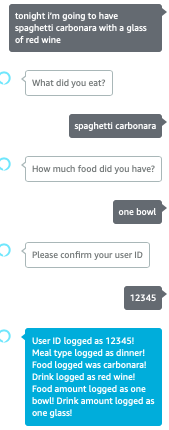 tonight i'm going to have
spaghetti carbonara with a glass
of red wine
What did you eat?
spaghetti carbonara
How much food did you have?
one bowl
Please confirm your user ID
12345
User ID logged as 12345!
Meal type logged as dinner!
Food logged was carbonara!
Drink logged as red wine!
Food amount logged as one
bowl! Drink amount logged as
one glass!